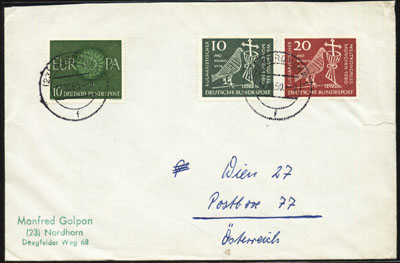 EUROPA
10 DEUTSCHE BUNDESPOST
10
DEUTSCHE BUNDESPOST
20
DEUTSCHE BUNDESPOST
Wien 27
Postbox 77
Österreich
Manfred Golpon
(23) Nordhorn
Deegfelder Weg 68